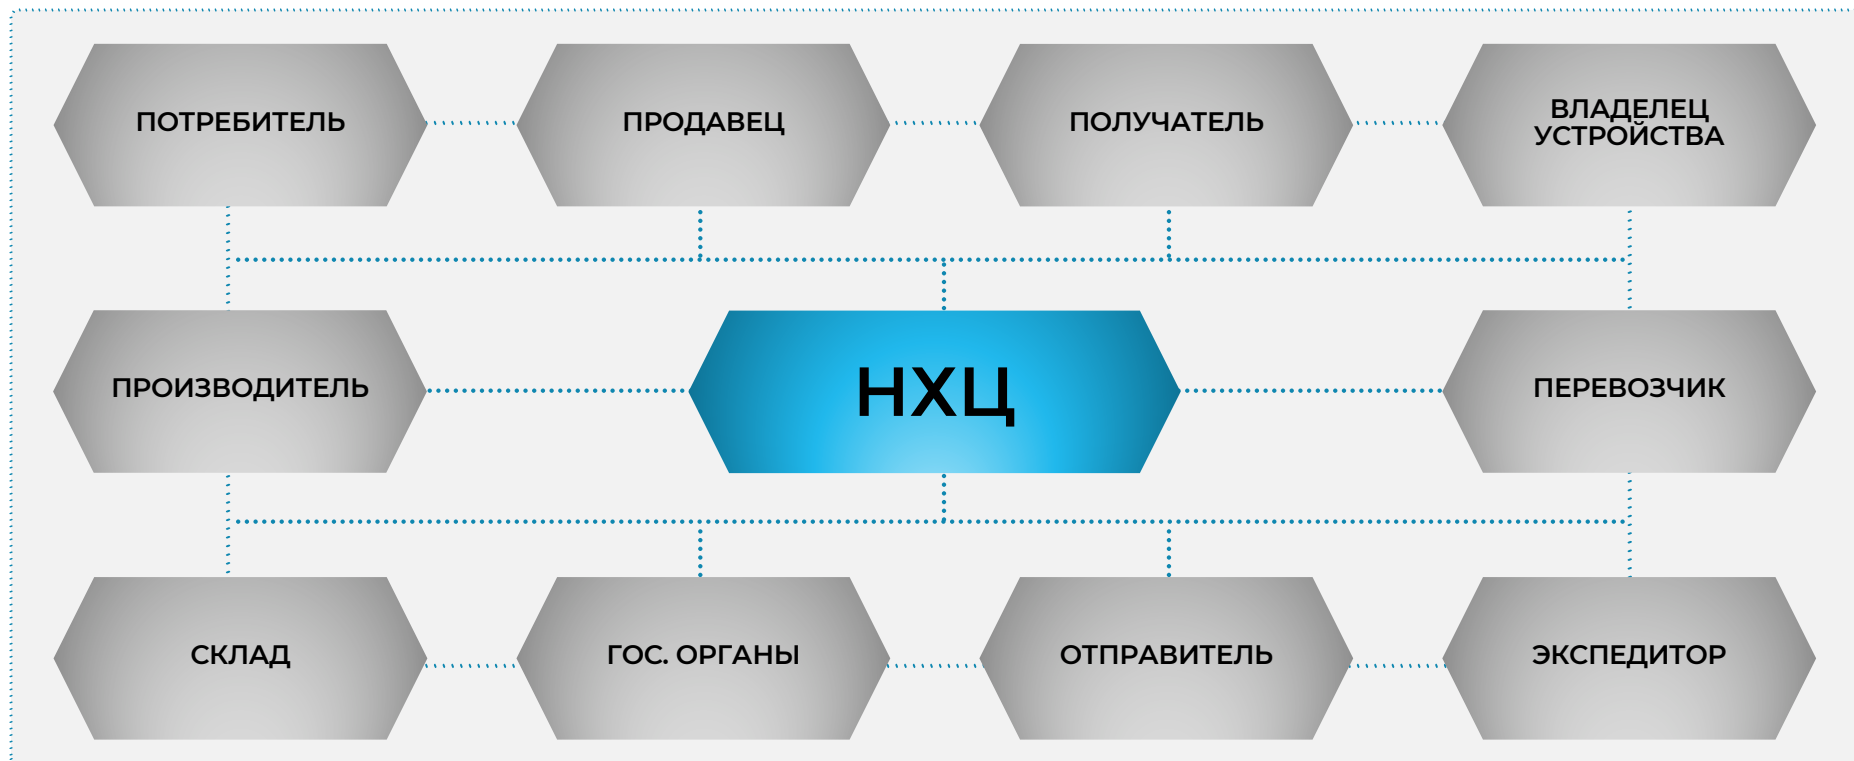 ПОТРЕБИТЕЛЬ
ПРОДАВЕЦ
ПОЛУЧАТЕЛЬ
ВЛАДЕЛЕЦ
УСТРОЙСТВА
ПРОИЗВОДИТЕЛЬ
НХЦ
ПЕРЕВОЗЧИК
СКЛАД
ГОС. ОРГАНЫ
ОТПРАВИТЕЛЬ
ЭКСПЕДИТОР